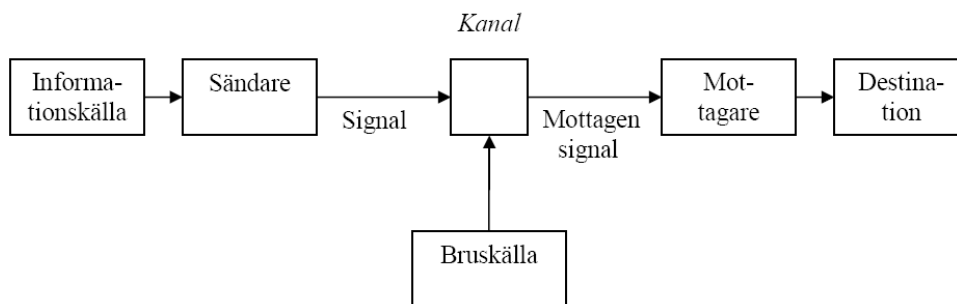 Kanal
Informa-
tionskälla
Sändare
Signal
Mottagen
signal
Mot-
tagare
Destina-
tion
Bruskälla